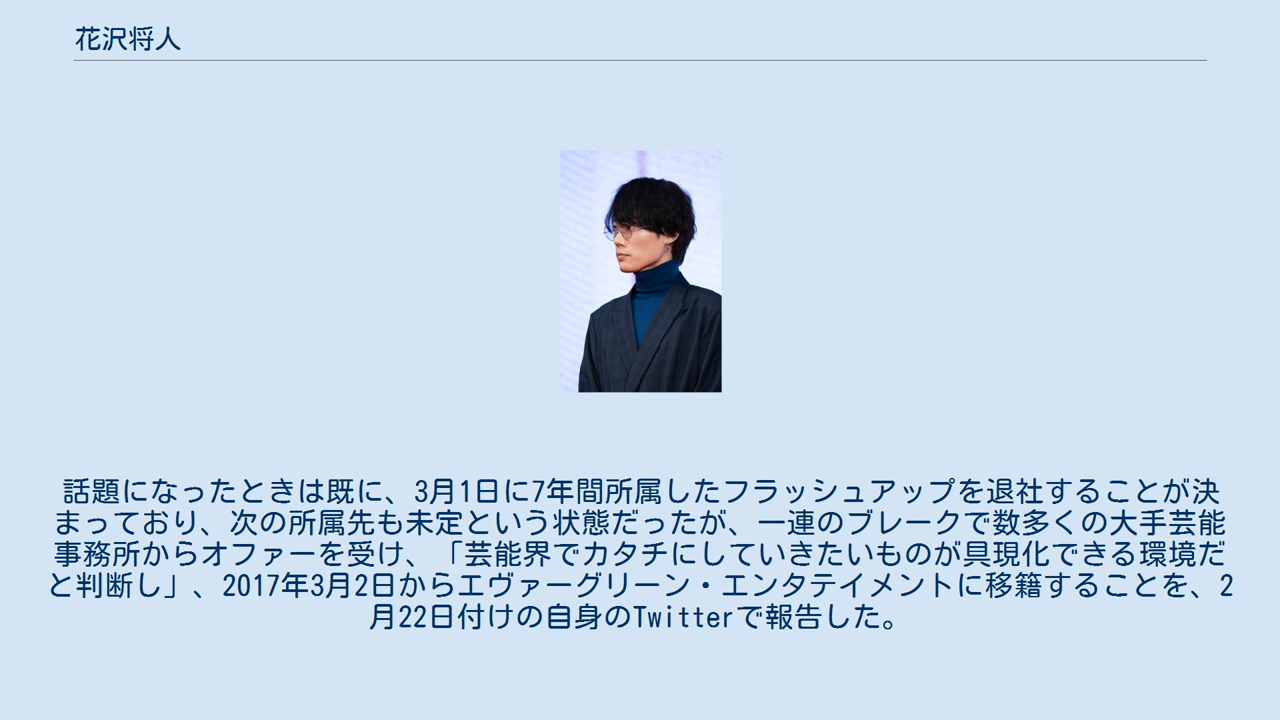 花沢将人
話題になったときは既に、3月1日に7年間所属したフラッシュアップを退社することが決
まっており、次の所属先も未定という状態だったが、一連のブレークで数多くの大手芸能
事務所からオファーを受け、「芸能界でカタチにしていきたいものが具現化できる環境だ
と判断し」、2017年3月2日からエヴァーグリーン・エンタテイメントに移籍することを、2
月22日付けの自身のTwitterで報告した。